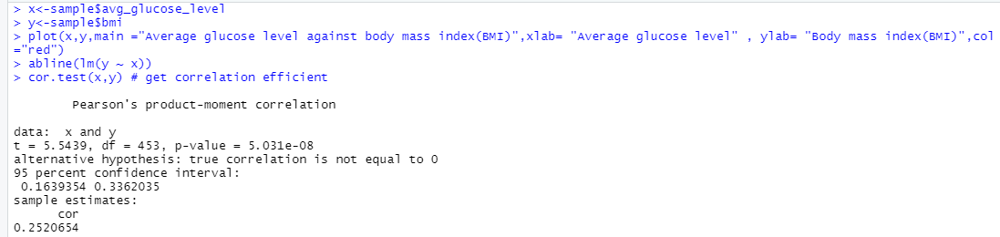 > x<-sample$avg_glucose_level
> y<-sample$bmi
> plot(x,y,main ="Average glucose level against body mass index(BMI)",xlab= "Average glucose level" , ylab= "Body mass index(BMI)",col
="red")
> abline(lm(y ~ x))
> cor.test(x,y) # get correlation efficient
Pearson's product-moment correlation
data:  x and y
t = 5.5439, df = 453, p-value = 5.031e-08
alternative hypothesis: true correlation is not equal to 0
95 percent confidence interval:
0.1639354 0.3362035
sample estimates:
cor
0.2520654